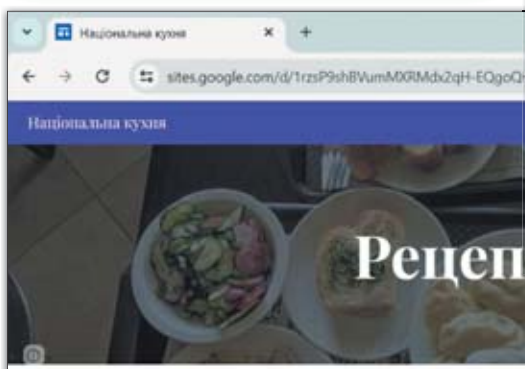 Національна кухня
sites.google.com/d/1rzsP9shBVumMXRMdx2qH-EQgoQ
Національна кухня
Рецеп